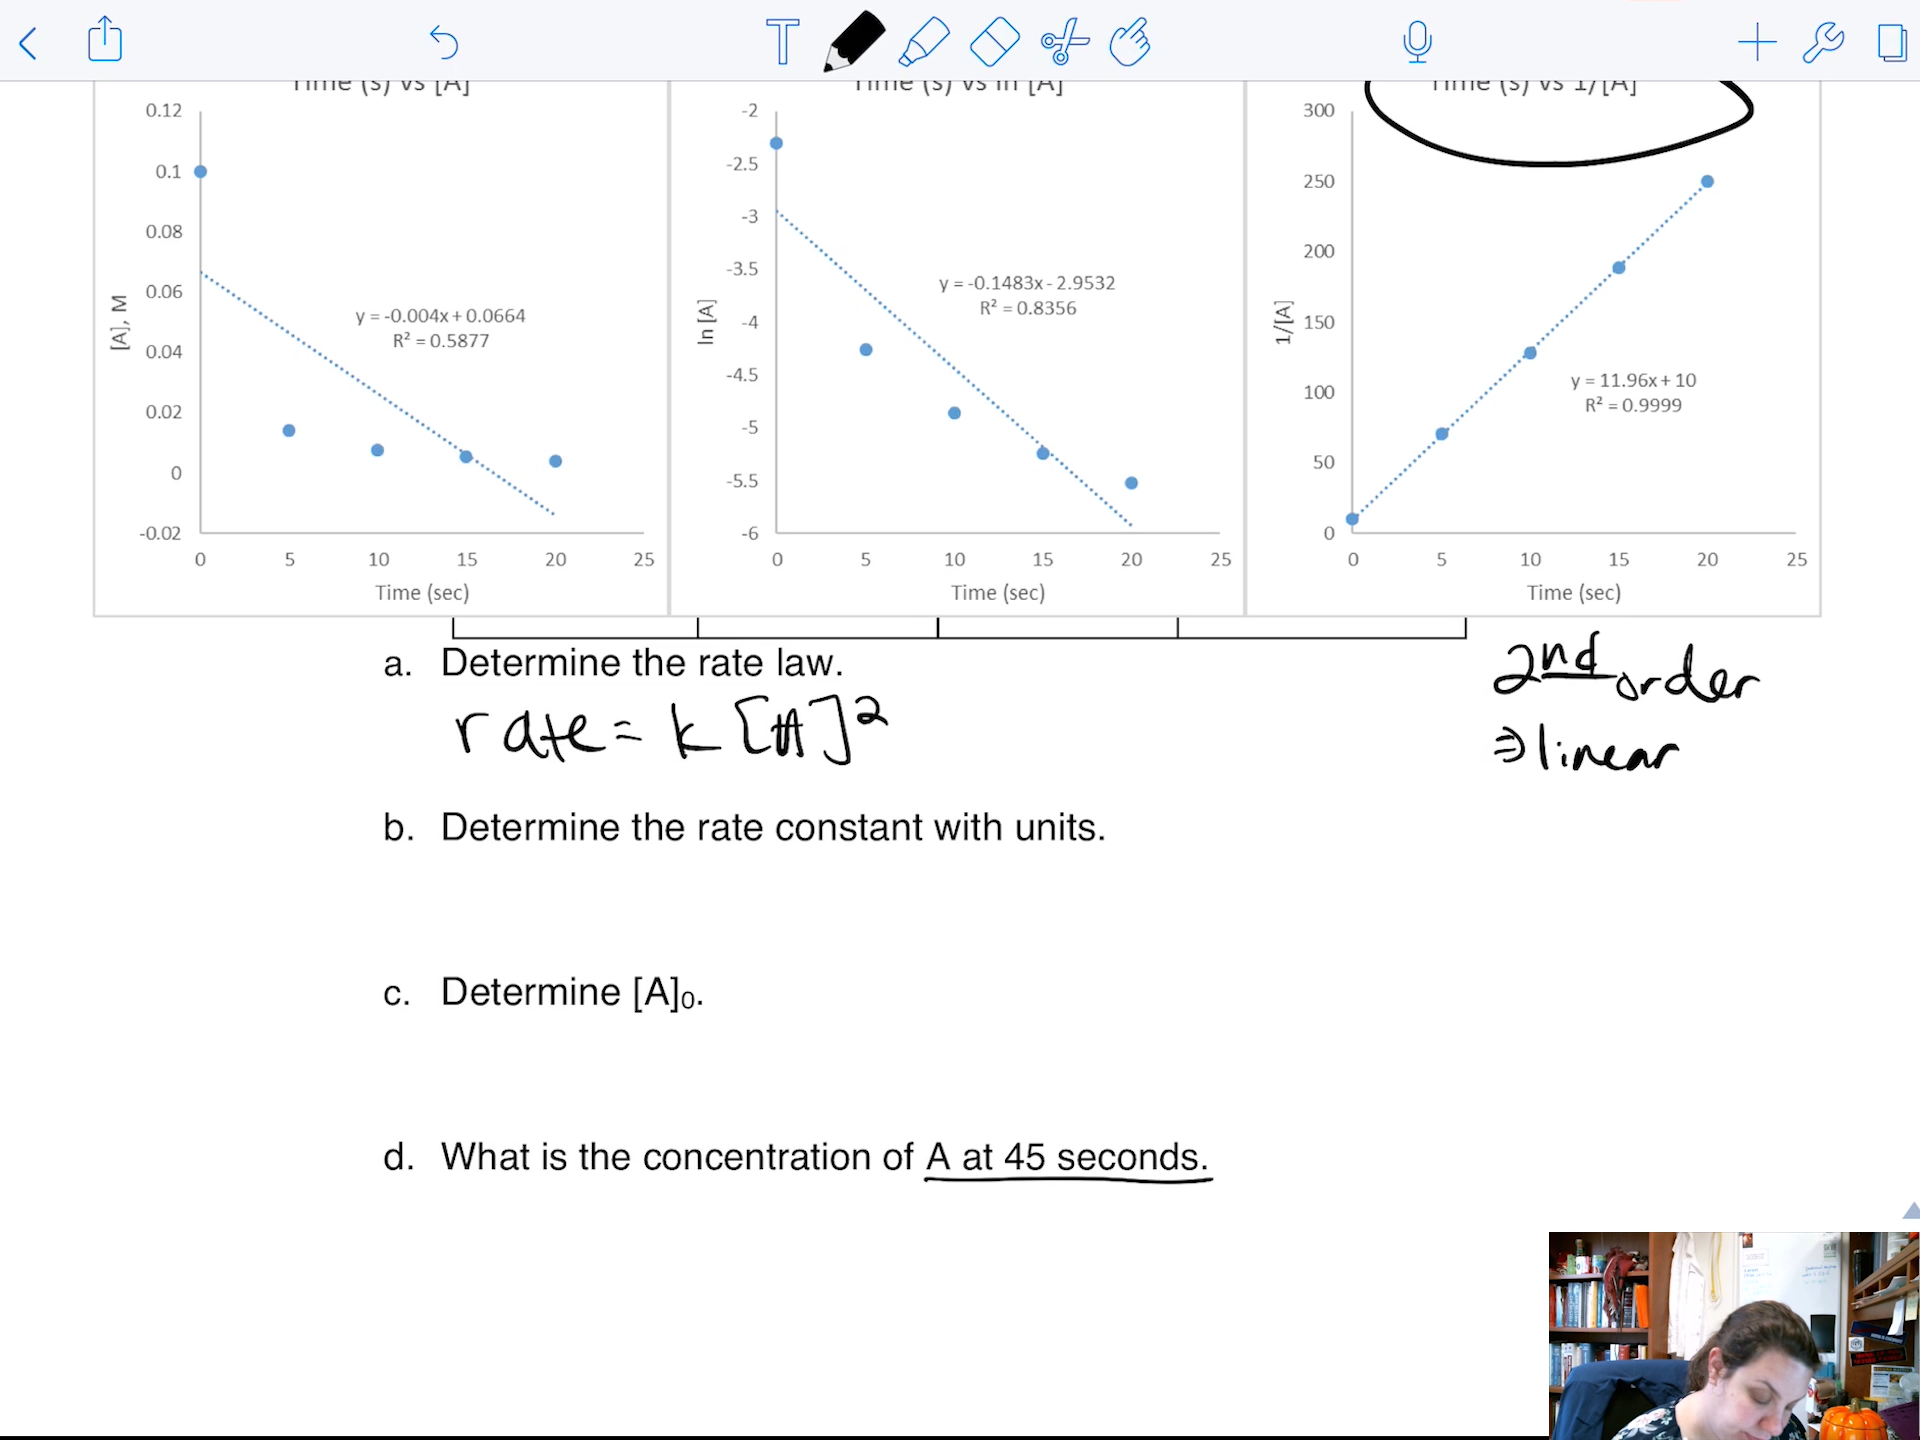 Time (s) vs [A]
0.12
0.1
0.08
0.06
0.04
0.02
0
-0.02
[A], M
y = -0.004x + 0.0664
R² = 0.5877
0 5 10 15 20 25
Time (sec)
Time (s) vs ln [A]
-2
-2.5
-3
-3.5
-4
-4.5
-5
-5.5
-6
ln [A]
y = -0.1483x - 2.9532
R² = 0.8356
0 5 10 15 20 25
Time (sec)
Time (s) vs 1/[A]
300
250
200
150
100
50
0
1/[A]
y = 11.96x + 10
R² = 0.9999
0 5 10 15 20 25
Time (sec)
2nd order
⇒ linear
a. Determine the rate law.
rate = k [A]²
b. Determine the rate constant with units.
c. Determine [A]₀.
d. What is the concentration of A at 45 seconds.